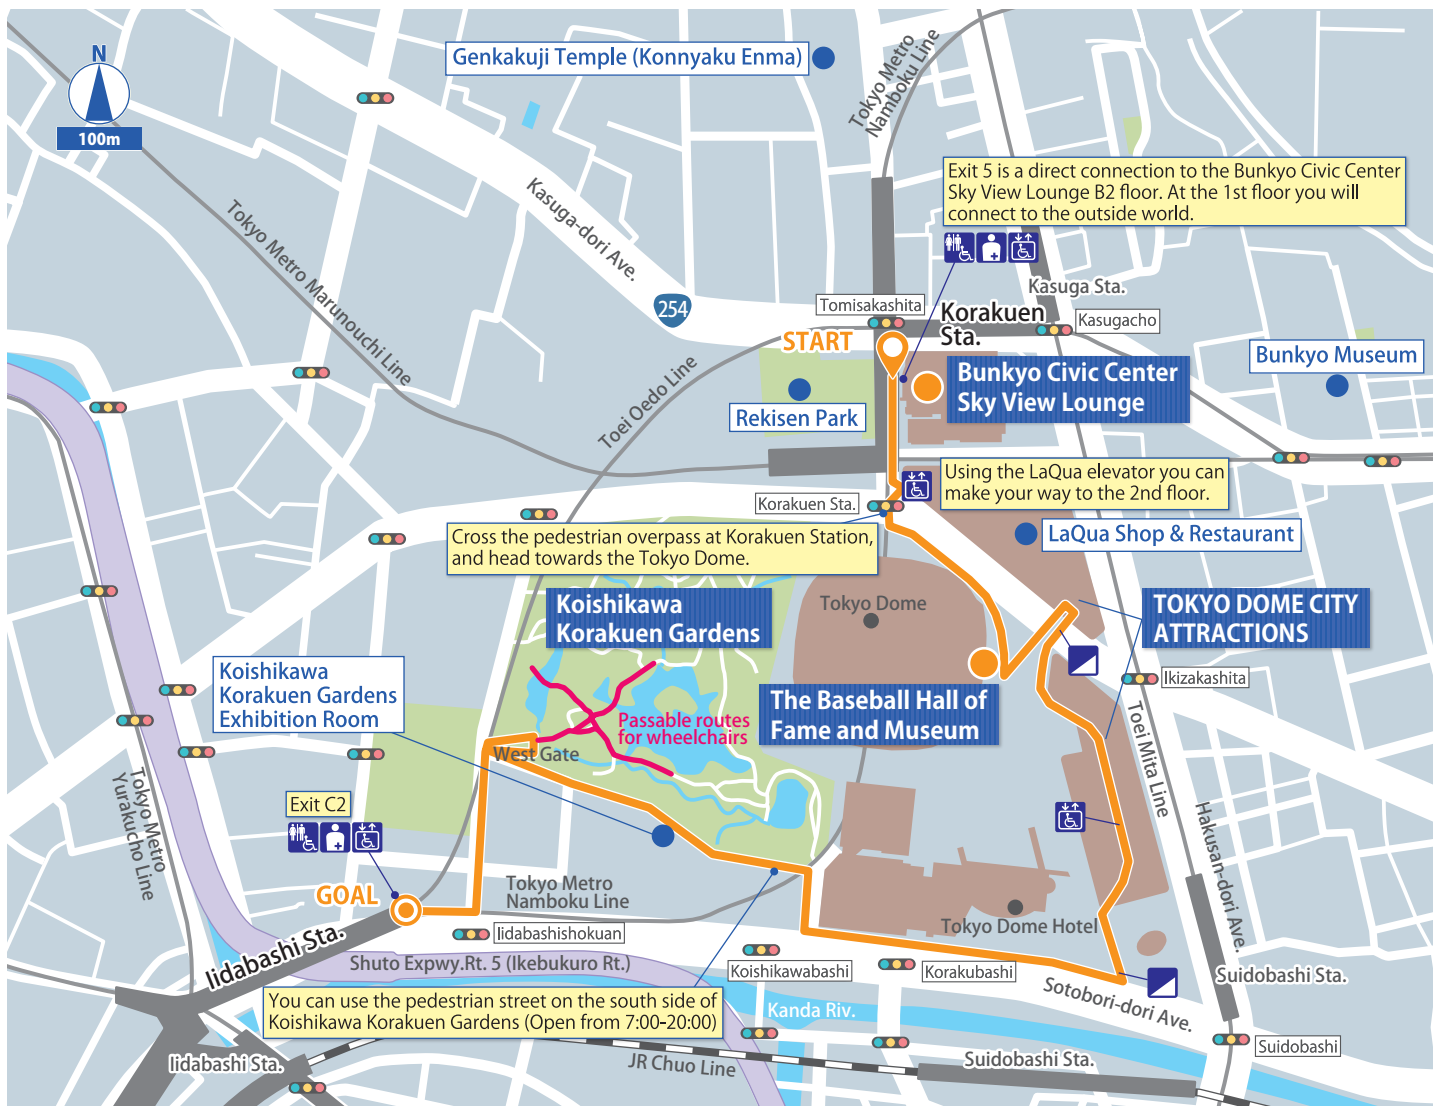 N
100m
Genkakuji Temple (Konnyaku Enma)
Tokyo Metro
Namboku Line
Exit 5 is a direct connection to the Bunkyo Civic Center
Sky View Lounge B2 floor. At the 1st floor you will
connect to the outside world.
Kasuga-dori Ave.
Tokyo Metro Marunouchi Line
254
Kasuga Sta.
Tomisakashita
Korakuen
Sta.
Kasugacho
START
Bunkyo Museum
Bunkyo Civic Center
Sky View Lounge
Toei Oedo Line
Rekisen Park
Using the LaQua elevator you can
make your way to the 2nd floor.
Korakuen Sta.
LaQua Shop & Restaurant
Cross the pedestrian overpass at Korakuen Station,
and head towards the Tokyo Dome.
Koishikawa
Korakuen Gardens
Tokyo Dome
TOKYO DOME CITY
ATTRACTIONS
Koishikawa
Korakuen Gardens
Exhibition Room
Ikizakashita
The Baseball Hall of
Fame and Museum
Passable routes
for wheelchairs
West Gate
Toei Mita Line
Tokyo Metro
Yurakucho Line
Exit C2
Hakusan-dori Ave.
GOAL
Tokyo Metro
Namboku Line
Tokyo Dome Hotel
Iidabashi Sta.
Iidabashishokuan
Shuto Expwy.Rt. 5 (Ikebukuro Rt.)
Koishikawabashi
Korakubashi
Suidobashi Sta.
Sotobori-dori Ave.
You can use the pedestrian street on the south side of
Koishikawa Korakuen Gardens (Open from 7:00-20:00)
Kanda Riv.
Suidobashi
Iidabashi Sta.
JR Chuo Line
Suidobashi Sta.